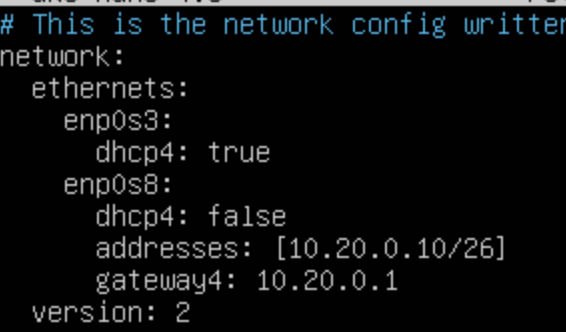 # This is the network config written
network:
  ethernets:
    enp0s3:
      dhcp4: true
    enp0s8:
      dhcp4: false
      addresses: [10.20.0.10/26]
      gateway4: 10.20.0.1
  version: 2